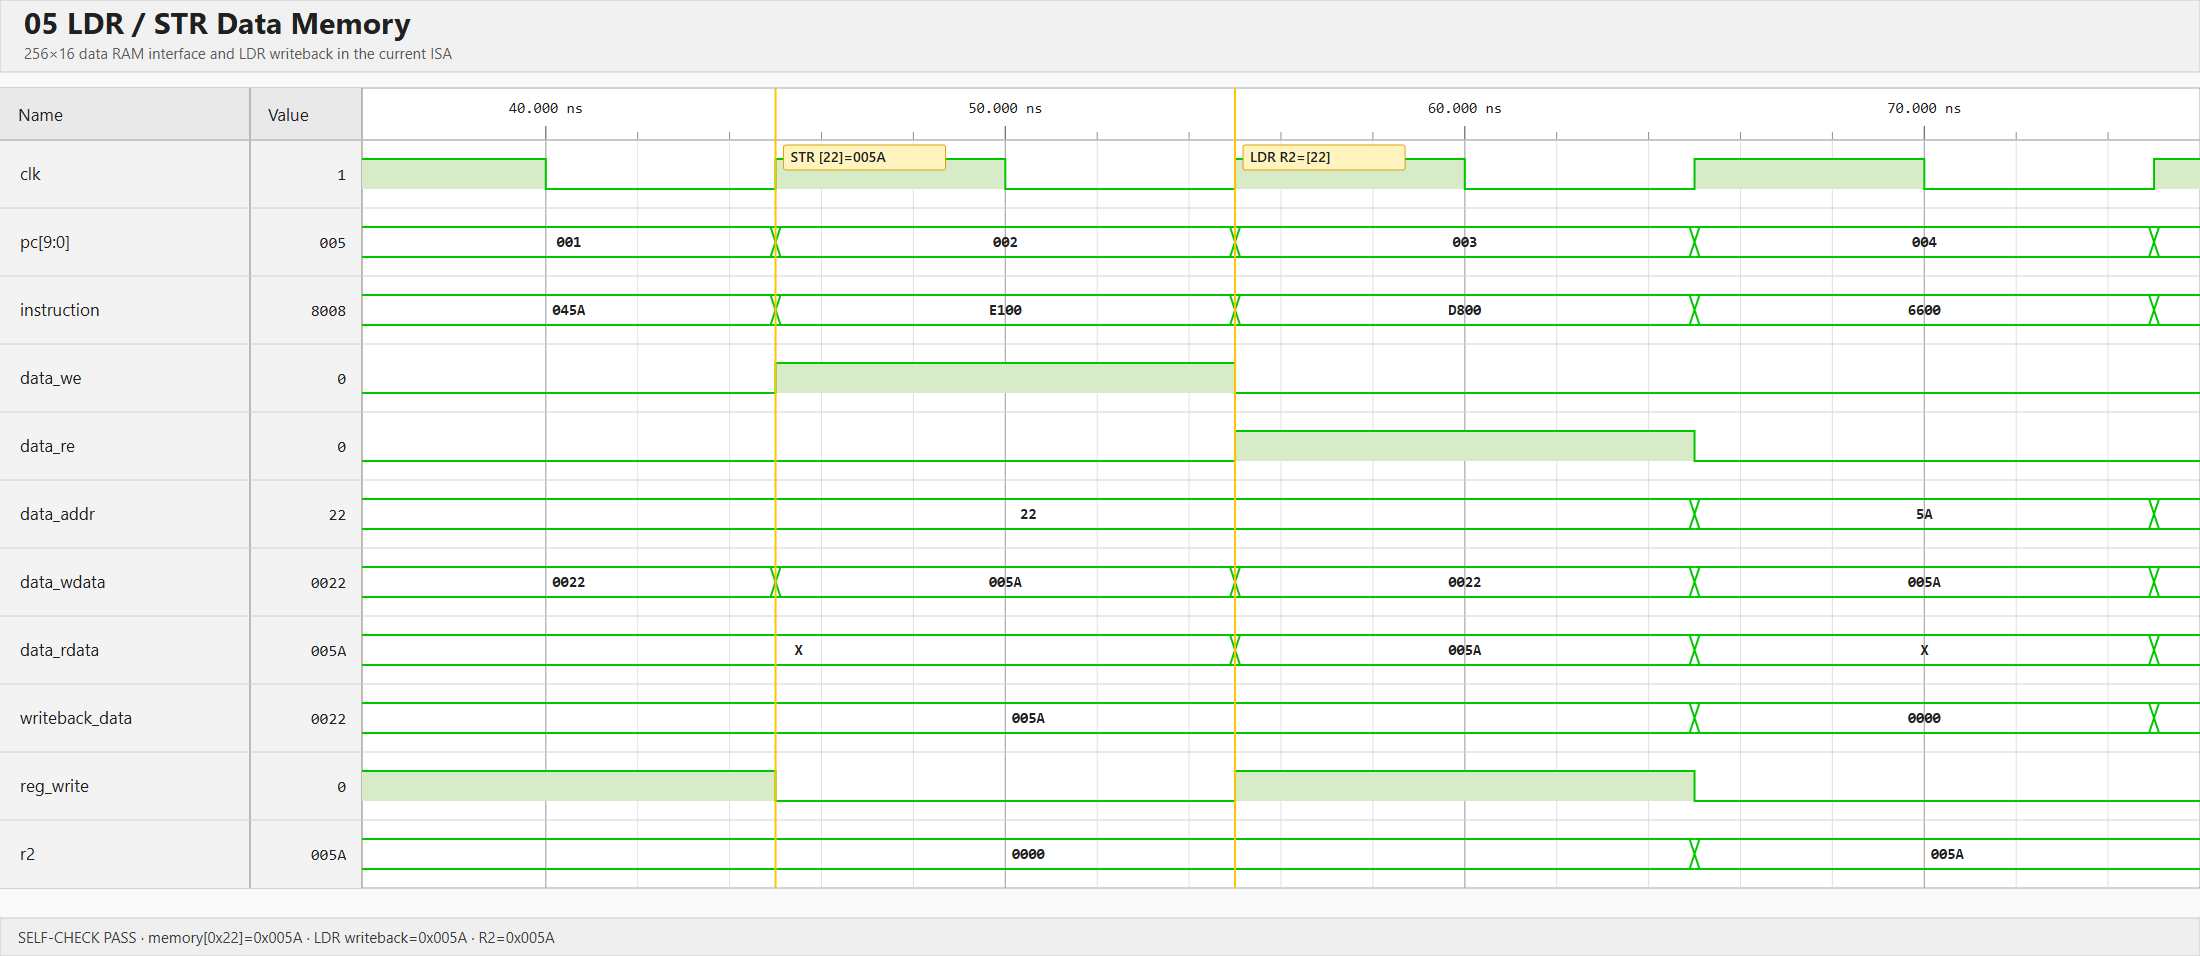 05 LDR / STR Data Memory
256×16 data RAM interface and LDR writeback in the current ISA
Name Value 40.000 ns 50.000 ns 60.000 ns 70.000 ns
STR [22]=005A LDR R2=[22]
clk 1
pc[9:0] 005 001 002 003 004
instruction 8008 045A E100 D800 6600
data_we 0
data_re 0
data_addr 22 22 5A
data_wdata 0022 0022 005A 0022 005A
data_rdata 005A X 005A X
writeback_data 0022 005A 0000
reg_write 0
r2 005A 0000 005A
SELF-CHECK PASS · memory[0x22]=0x005A · LDR writeback=0x005A · R2=0x005A